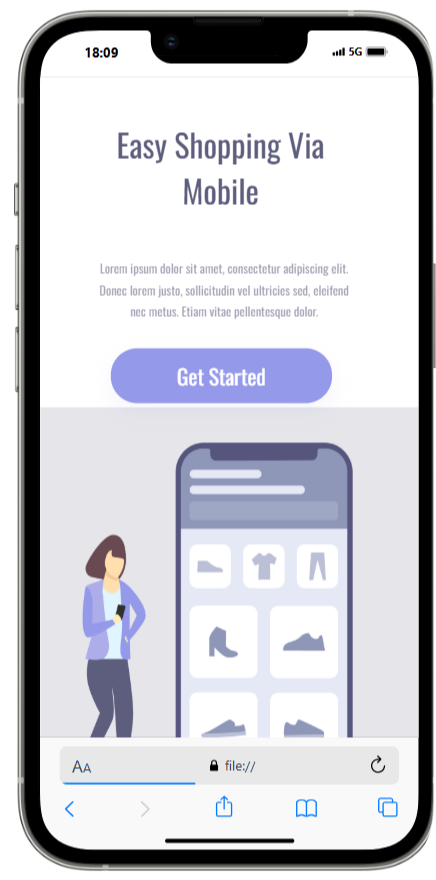 18:09
5G
Easy Shopping Via
Mobile
Lorem ipsum dolor sit amet, consectetur adipiscing elit.
Donec lorem justo, sollicitudin vel ultricies sed, eleifend
nec metus. Etiam vitae pellentesque dolor.
Get Started
AA
file://